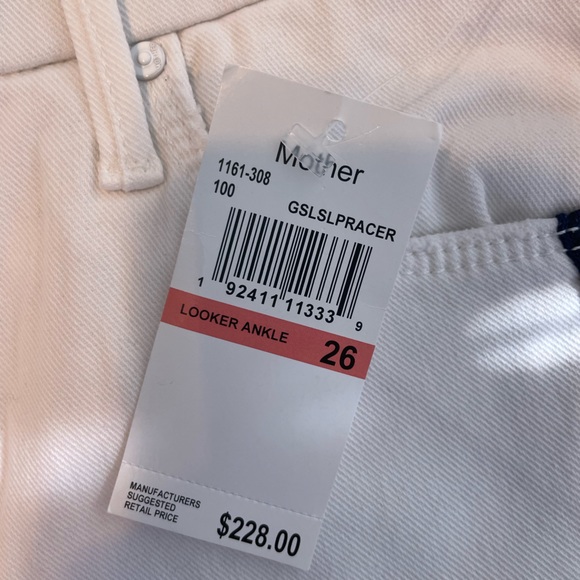 Mother
1161-308
100
GSLSLPRACER
1 92411 11333 9
LOOKER ANKLE 26
MANUFACTURERS
SUGGESTED
RETAIL PRICE
$228.00